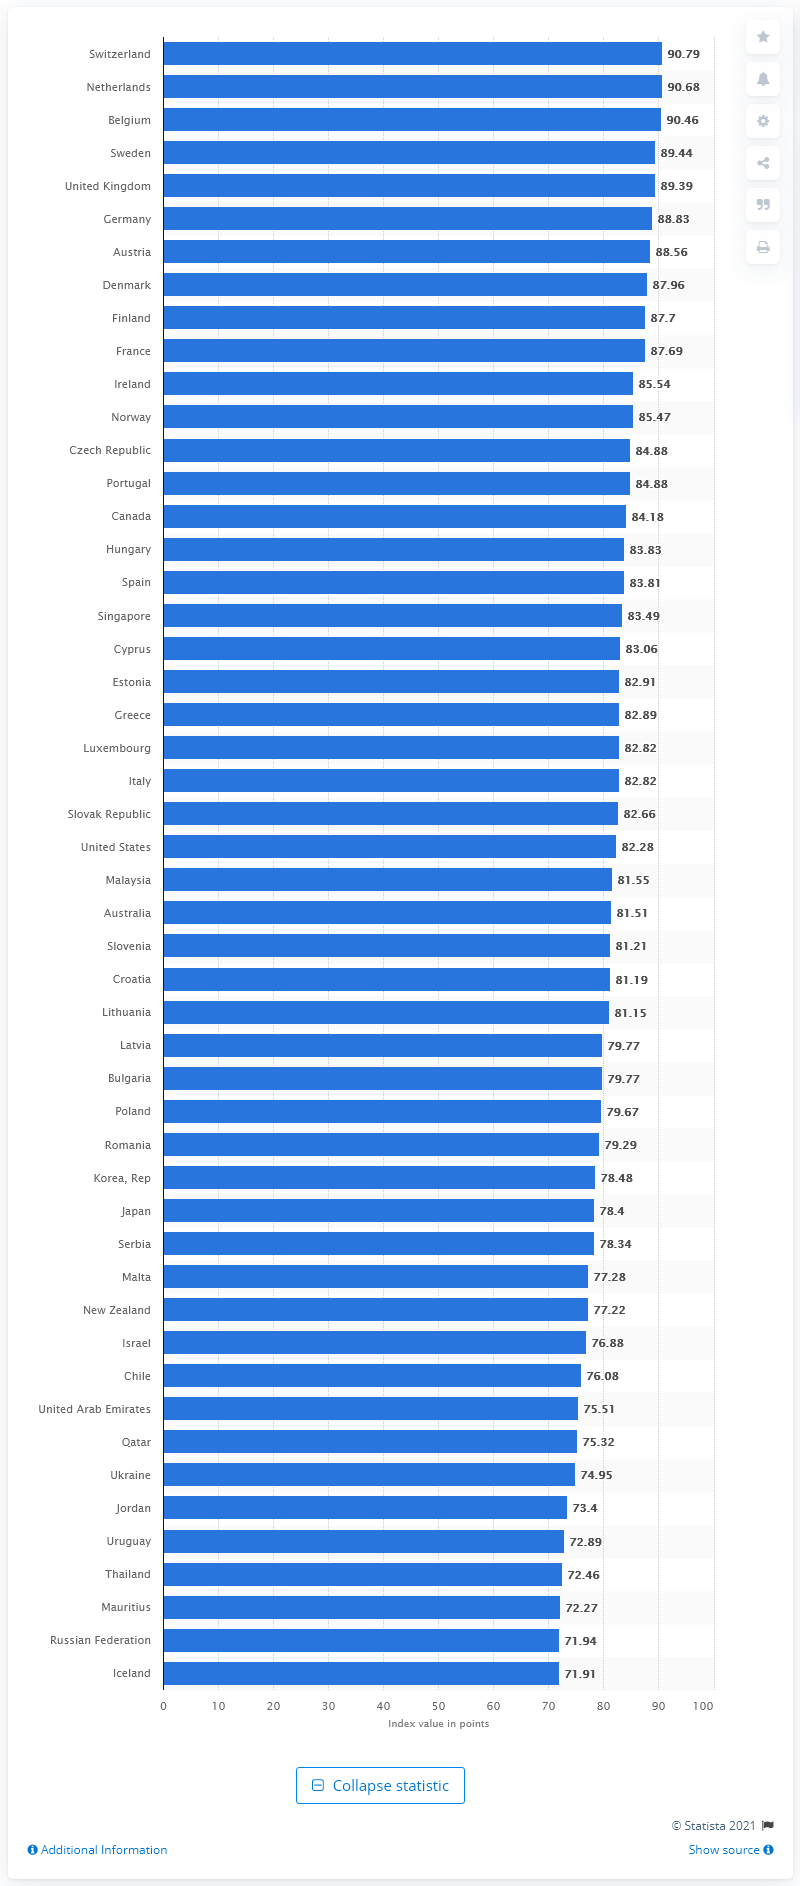 Switzerland 90.79
Netherlands 90.68
Belgium 90.46
Sweden 89.44
United Kingdom 89.39
Germany 88.83
Austria 88.56
Denmark 87.96
Finland 87.7
France 87.69
Ireland 85.54
Norway 85.47
Czech Republic 84.88
Portugal 84.88
Canada 84.18
Hungary 83.83
Spain 83.81
Singapore 83.49
Cyprus 83.06
Estonia 82.91
Greece 82.89
Luxembourg 82.82
Italy 82.82
Slovak Republic 82.66
United States 82.28
Malaysia 81.55
Australia 81.51
Slovenia 81.21
Croatia 81.19
Lithuania 81.15
Latvia 79.77
Bulgaria 79.77
Poland 79.67
Romania 79.29
Korea, Rep 78.48
Japan 78.4
Serbia 78.34
Malta 77.28
New Zealand 77.22
Israel 76.88
Chile 76.08
United Arab Emirates 75.51
Qatar 75.32
Ukraine 74.95
Jordan 73.4
Uruguay 72.89
Thailand 72.46
Mauritius 72.27
Russian Federation 71.94
Iceland 71.91
0 10 20 30 40 50 60 70 80 90 100
Index value in points
Collapse statistic
© Statista 2021
Additional Information Show source